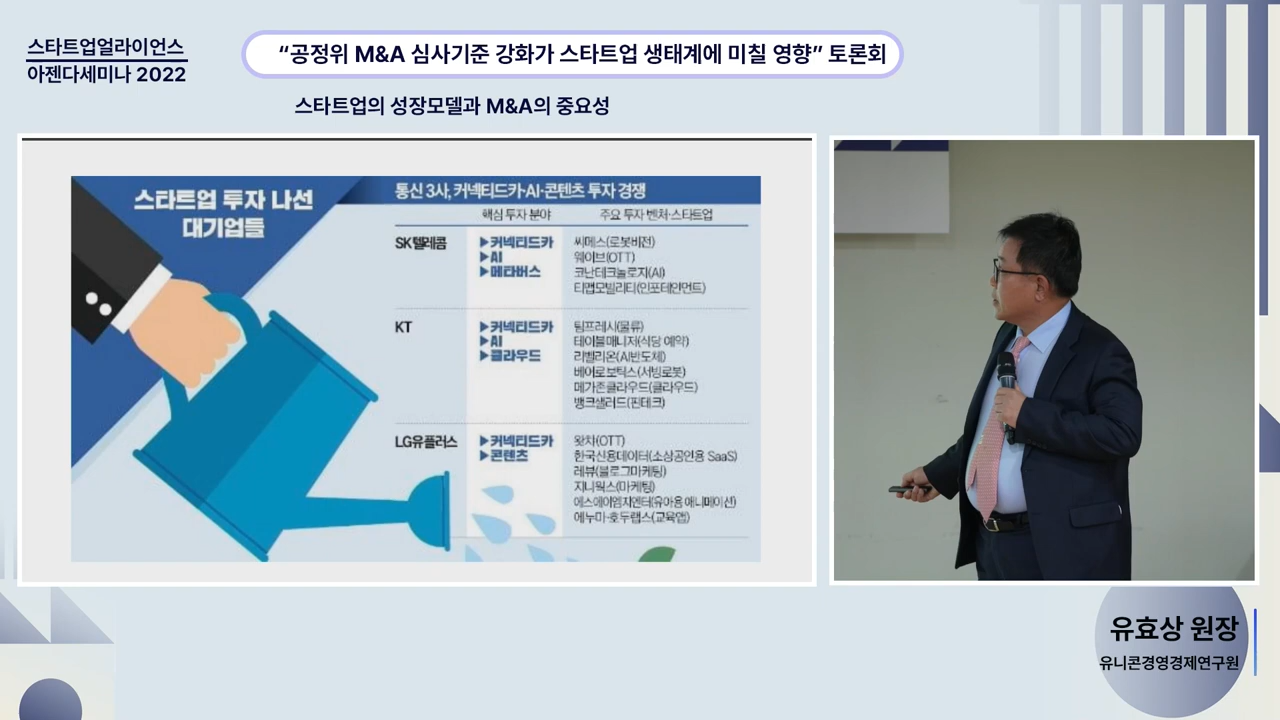 스타트업얼라이언스
아젠다세미나 2022
“공정위 M&A 심사기준 강화가 스타트업 생태계에 미칠 영향” 토론회
스타트업의 성장모델과 M&A의 중요성
스타트업 투자 나선
대기업들
통신 3사, 커넥티드카·AI·콘텐츠 투자 경쟁
핵심 투자 분야 주요 투자 벤처·스타트업
SK텔레콤
▶커넥티드카
▶AI
▶메타버스
씨메스(로봇비전)
웨이브(OTT)
코난테크놀로지(AI)
티맵모빌리티(인포테인먼트)
KT
▶커넥티드카
▶AI
▶클라우드
팀프레시(물류)
테이블매니저(식당 예약)
리벨리온(AI반도체)
베어로보틱스(서빙로봇)
메가존클라우드(클라우드)
뱅크샐러드(핀테크)
LG유플러스
▶커넥티드카
▶콘텐츠
왓챠(OTT)
한국신용데이터(소상공인용 SaaS)
레뷰(블로그마케팅)
지니웍스(마케팅)
에스에이엠지엔터(유아용 애니메이션)
에누마·호두랩스(교육앱)
유효상 원장
유니콘경영경제연구원